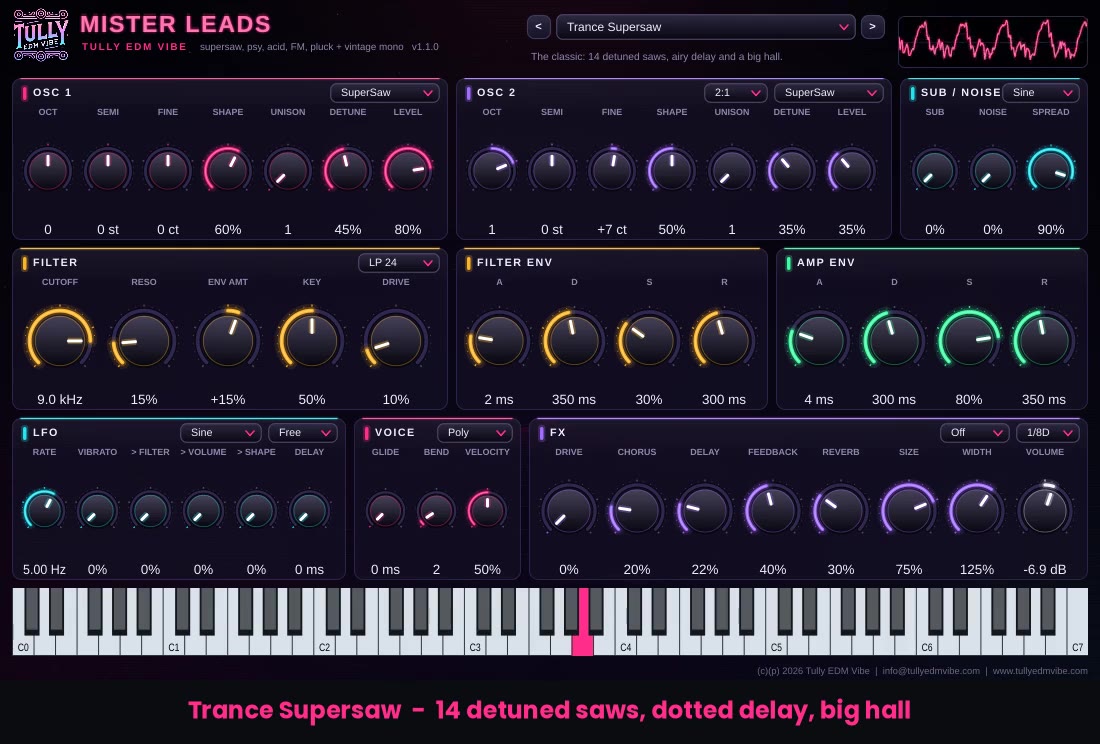 TULLY
EDM VIBE
MISTER LEADS
TULLY EDM VIBE supersaw, psy, acid, FM, pluck + vintage mono v1.1.0
< Trance Supersaw >
The classic: 14 detuned saws, airy delay and a big hall.
OSC 1 SuperSaw
OCT SEMI FINE SHAPE UNISON DETUNE LEVEL
0 0 st 0 ct 60% 1 45% 80%
OSC 2 2:1 SuperSaw
OCT SEMI FINE SHAPE UNISON DETUNE LEVEL
1 0 st +7 ct 50% 1 35% 35%
SUB / NOISE Sine
SUB NOISE SPREAD
0% 0% 90%
FILTER LP 24
CUTOFF RESO ENV AMT KEY DRIVE
9.0 kHz 15% +15% 50% 10%
FILTER ENV
A D S R
2 ms 350 ms 30% 300 ms
AMP ENV
A D S R
4 ms 300 ms 80% 350 ms
LFO Sine Free
RATE VIBRATO > FILTER > VOLUME > SHAPE DELAY
5.00 Hz 0% 0% 0% 0% 0 ms
VOICE Poly
GLIDE BEND VELOCITY
0 ms 2 50%
FX Off 1/8D
DRIVE CHORUS DELAY FEEDBACK REVERB SIZE WIDTH VOLUME
0% 20% 22% 40% 30% 75% 125% -6.9 dB
C0 C1 C2 C3 C4 C5 C6 C7
(c)(p) 2026 Tully EDM Vibe | info@tullyedmvibe.com | www.tullyedmvibe.com
Trance Supersaw – 14 detuned saws, dotted delay, big hall